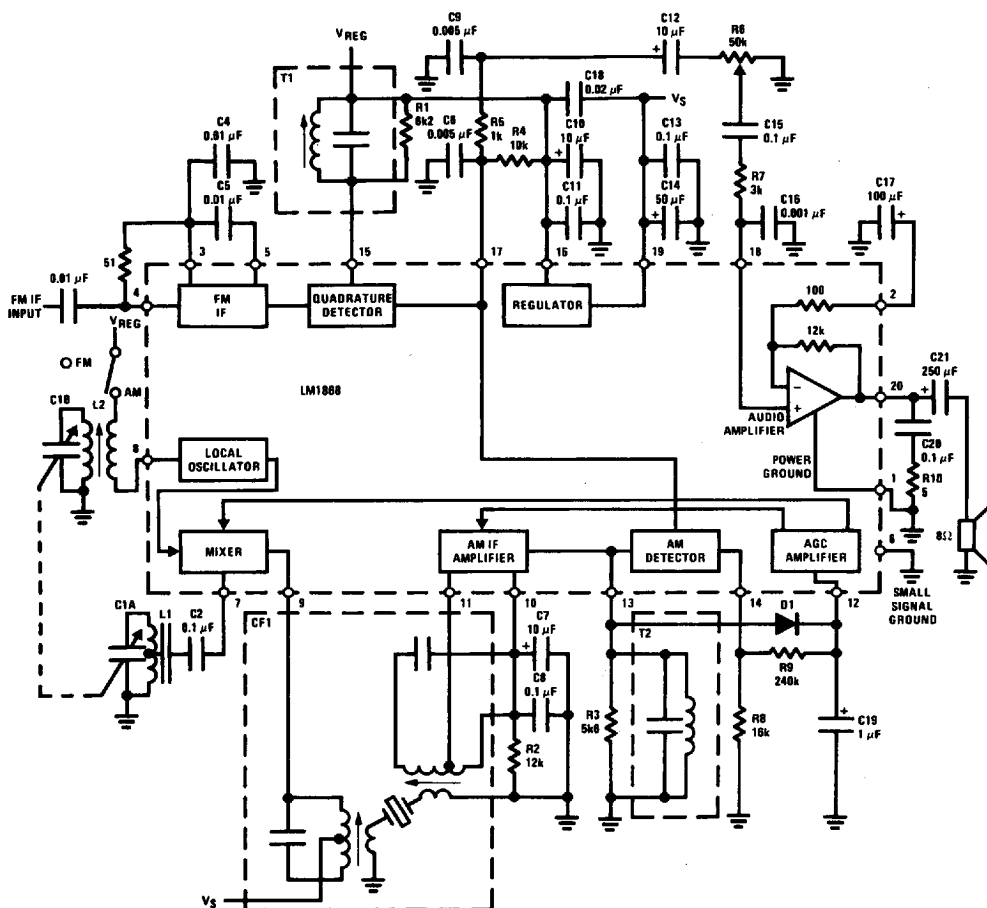 C9
0.005 µF
C12
10 µF
R6
50k
VREG
T1
C18
0.02 µF
VS
C4
0.01 µF
C5
0.01 µF
R1
8k2
C6
0.005 µF
R5
1k
R4
10k
C10
10 µF
C11
0.1 µF
C13
0.1 µF
C14
50 µF
C15
0.1 µF
R7
3k
C16
0.001 µF
C17
100 µF
51
3
5
15
17
16
19
18
0.01 µF
4
FM IF
INPUT
FM
IF
QUADRATURE
DETECTOR
REGULATOR
100
2
12k
VREG
FM
AM
LM1868
C1B
L2
8
LOCAL
OSCILLATOR
AUDIO
AMPLIFIER
−
+
20
C21
250 µF
C20
0.1 µF
R10
5
8Ω
POWER
GROUND
1
6
SMALL
SIGNAL
GROUND
MIXER
AM IF
AMPLIFIER
AM
DETECTOR
AGC
AMPLIFIER
7
9
11
10
13
14
12
C1A
L1
C2
0.1 µF
CF1
C7
10 µF
C8
0.1 µF
R2
12k
R3
5k6
T2
D1
R9
240k
R8
16k
C19
1 µF
VS